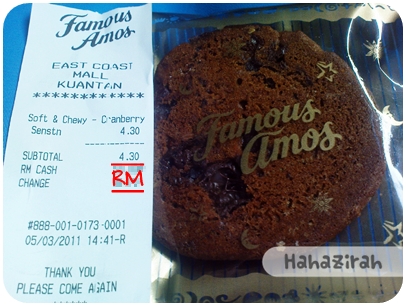 Famous
Amos
EAST COAST
MALL
KUANTAN
********************
Soft & Chewy - Cranberry
Senstn 4.30
SUBTOTAL 4.30
RM CASH
CHANGE
RM
#888-001-0173-0001
05/03/2011 14:41-R
THANK YOU
PLEASE COME AGAIN
Famous
Amos
Hahazirah